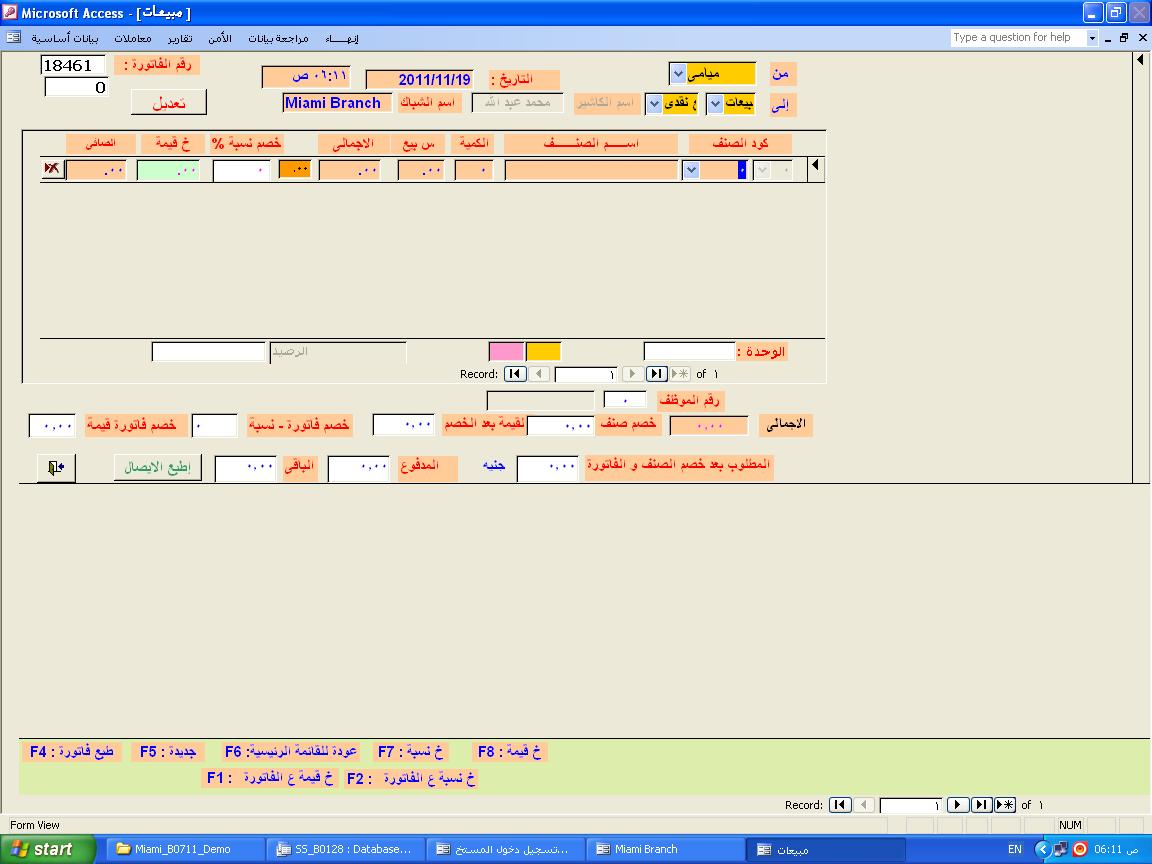 Microsoft Access - [مبيعات]
إنهـــاء مراجعة بيانات الأمن تقارير معاملات بيانات أساسية
Type a question for help
من ميامى
رقم الفاتورة : 18461
التاريخ : 2011/11/19 ٠٦:١١ ص
0
إلى نقدى
اسم الكاشير محمد عبد الله
اسم الشباك Miami Branch
تعديل
كود الصنف اســـم الصنـــــف الكمية س بيع الاجمالى خصم نسبة % خ قيمة الصافى
٠ ٠ ٠ .٠٠ .٠٠ .٠٠ ٠ .٠٠ .٠٠
الوحدة : الرصيد
Record: ١ of ١
رقم الموظف ٠
الاجمالى ٠,٠٠ خصم صنف ٠,٠٠ لقيمة بعد الخصم ٠,٠٠ خصم فاتورة - نسبة ٠ خصم فاتورة قيمة ٠,٠٠
المطلوب بعد خصم الصنف و الفاتورة ٠,٠٠ جنيه المدفوع ٠,٠٠ الباقى ٠,٠٠ إطبع الايصال
F8 : خ قيمة
F7 : خ نسبة
F6 :عودة للقائمة الرئيسية
F5 : جديدة
F4 : طبع فاتورة
F2 : خ نسبة ع الفاتورة
F1 : خ قيمة ع الفاتورة
Record: ١ of ١
Form View NUM
start Miami_B0711_Demo SS_B0128 : Database... تسجيل دخول المستخ... Miami Branch مبيعات EN 06:11 ص